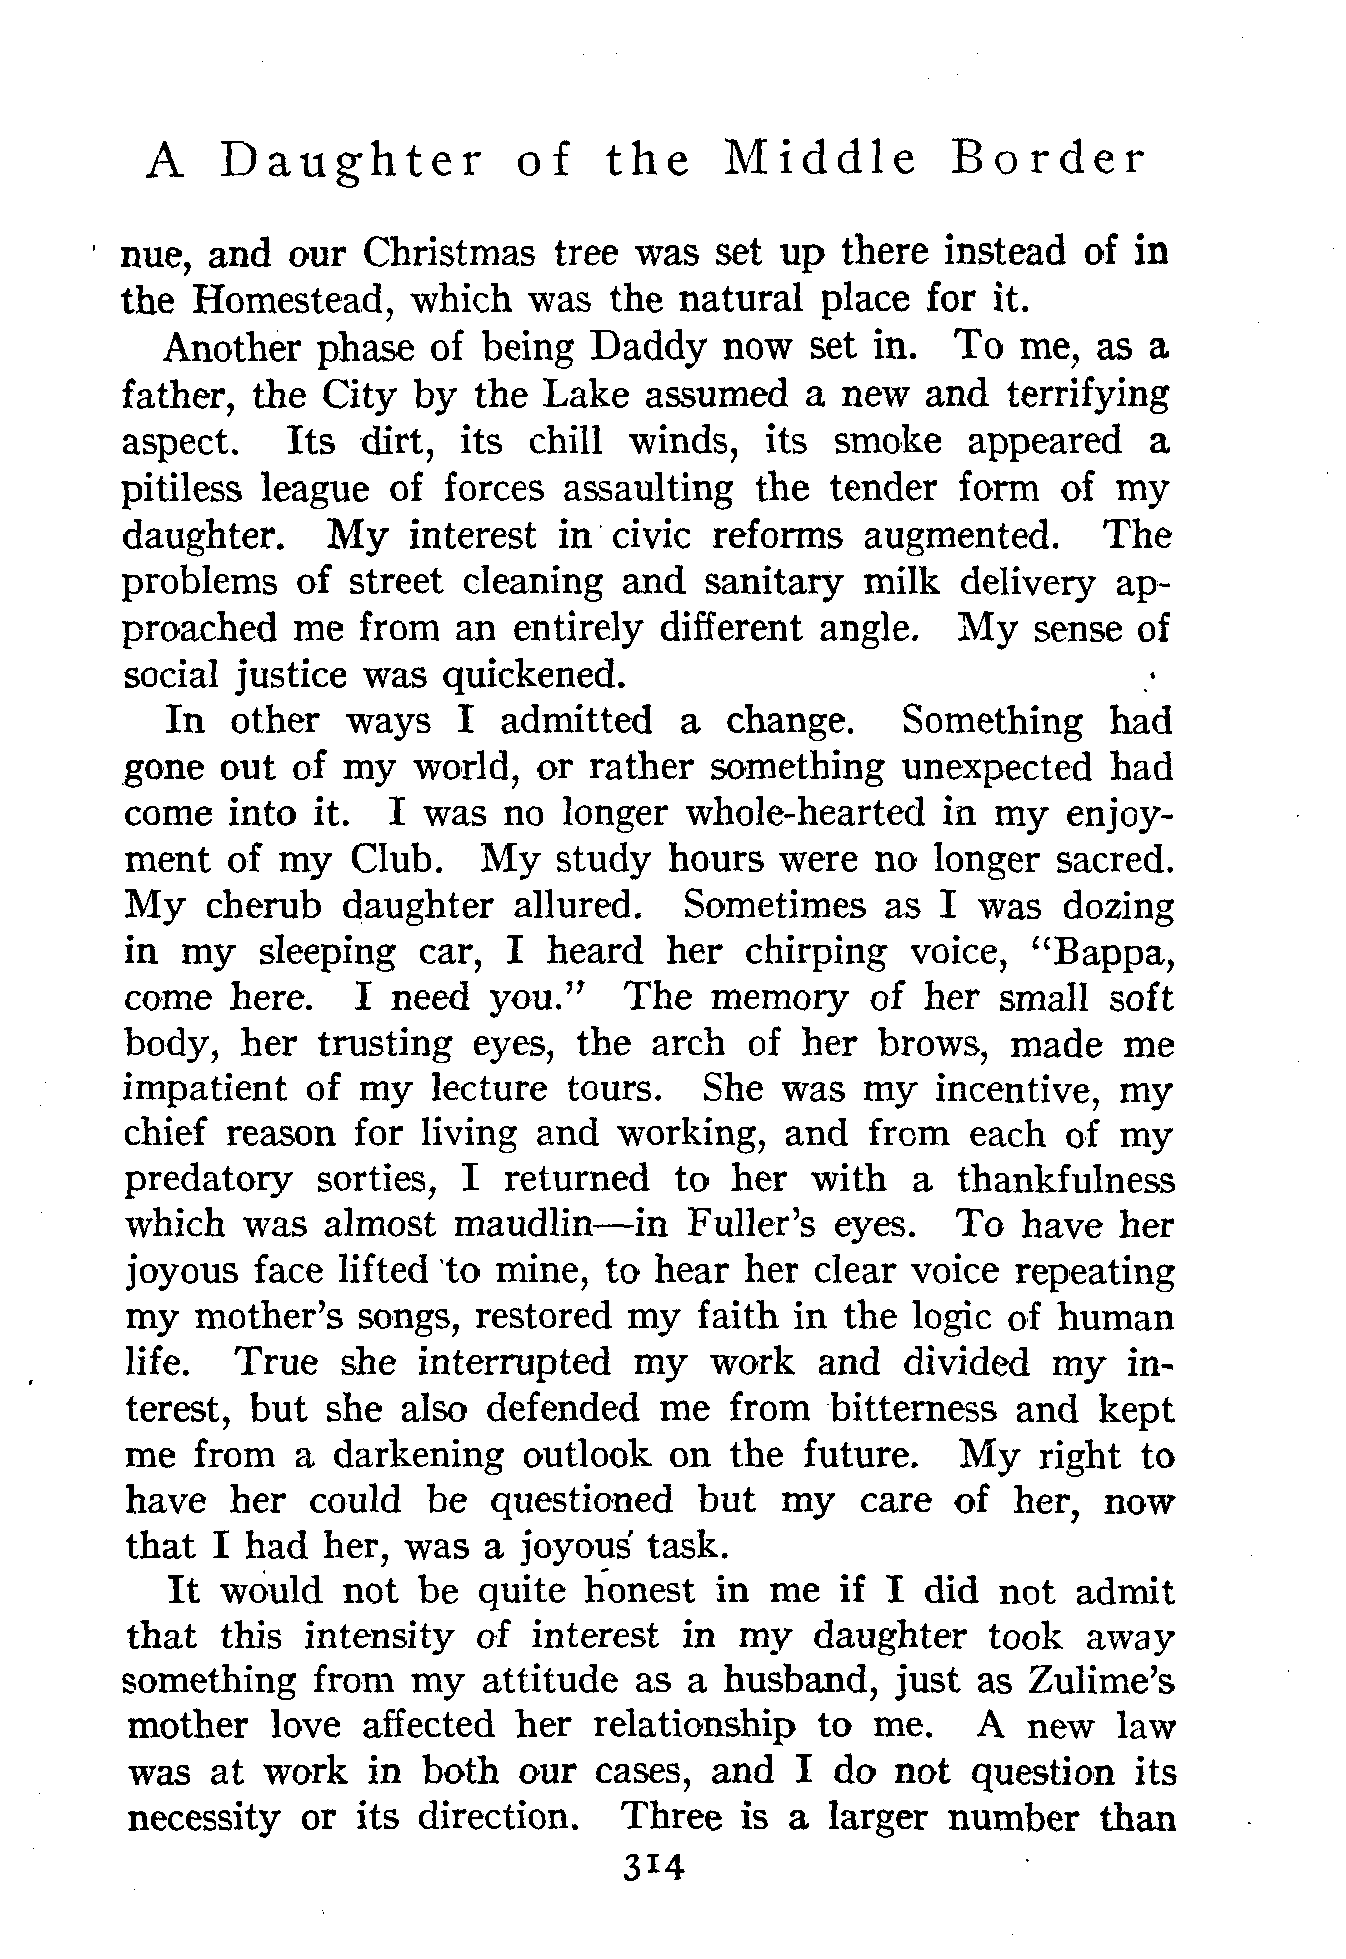 A Daughter of the Middle Border
nue, and our Christmas tree was set up there instead of in
the Homestead, which was the natural place for it.
Another phase of being Daddy now set in. To me, as a
father, the City by the Lake assumed a new and terrifying
aspect. Its dirt, its chill winds, its smoke appeared a
pitiless league of forces assaulting the tender form of my
daughter. My interest in civic reforms augmented. The
problems of street cleaning and sanitary milk delivery ap-
proached me from an entirely different angle. My sense of
social justice was quickened.
In other ways I admitted a change. Something had
gone out of my world, or rather something unexpected had
come into it. I was no longer whole-hearted in my enjoy-
ment of my Club. My study hours were no longer sacred.
My cherub daughter allured. Sometimes as I was dozing
in my sleeping car, I heard her chirping voice, "Bappa,
come here. I need you." The memory of her small soft
body, her trusting eyes, the arch of her brows, made me
impatient of my lecture tours. She was my incentive, my
chief reason for living and working, and from each of my
predatory sorties, I returned to her with a thankfulness
which was almost maudlin—in Fuller's eyes. To have her
joyous face lifted to mine, to hear her clear voice repeating
my mother's songs, restored my faith in the logic of human
life. True she interrupted my work and divided my in-
terest, but she also defended me from bitterness and kept
me from a darkening outlook on the future. My right to
have her could be questioned but my care of her, now
that I had her, was a joyous task.
It would not be quite honest in me if I did not admit
that this intensity of interest in my daughter took away
something from my attitude as a husband, just as Zulime's
mother love affected her relationship to me. A new law
was at work in both our cases, and I do not question its
necessity or its direction. Three is a larger number than
314